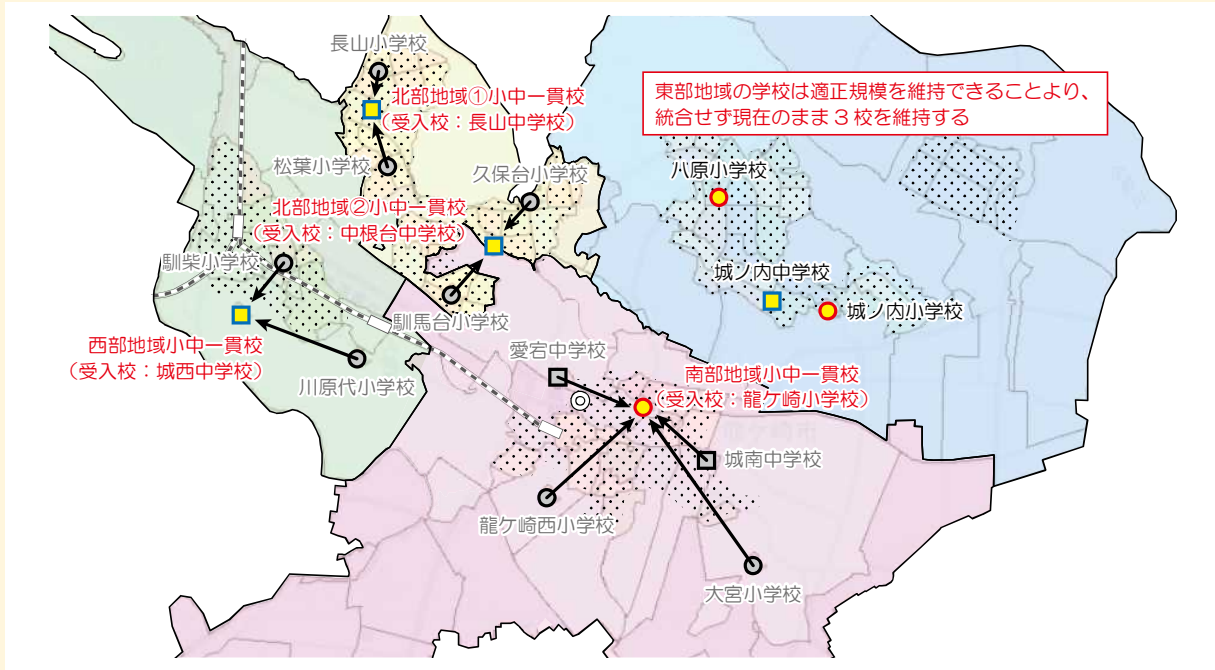 長山小学校
北部地域①小中一貫校
（受入校：長山中学校）
東部地域の学校は適正規模を維持できることより、
統合せず現在のまま３校を維持する
松葉小学校
久保台小学校
八原小学校
北部地域②小中一貫校
（受入校：中根台中学校）
馴柴小学校
城ノ内中学校
城ノ内小学校
馴馬台小学校
西部地域小中一貫校
（受入校：城西中学校）
川原代小学校
愛宕中学校
南部地域小中一貫校
（受入校：龍ケ崎小学校）
城南中学校
龍ケ崎西小学校
大宮小学校